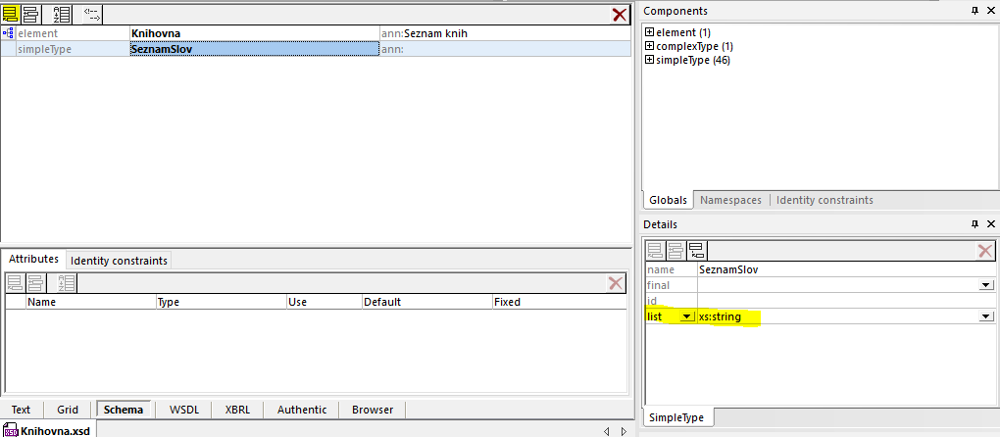 element Knihovna ann:Seznam knih
simpleType SeznamSlov ann:
Attributes Identity constraints
Name Type Use Default Fixed
Text Grid Schema WSDL XBRL Authentic Browser
Knihovna.xsd
Components
element (1)
complexType (1)
simpleType (46)
Globals Namespaces Identity constraints
Details
name SeznamSlov
final
id
list xs:string
SimpleType